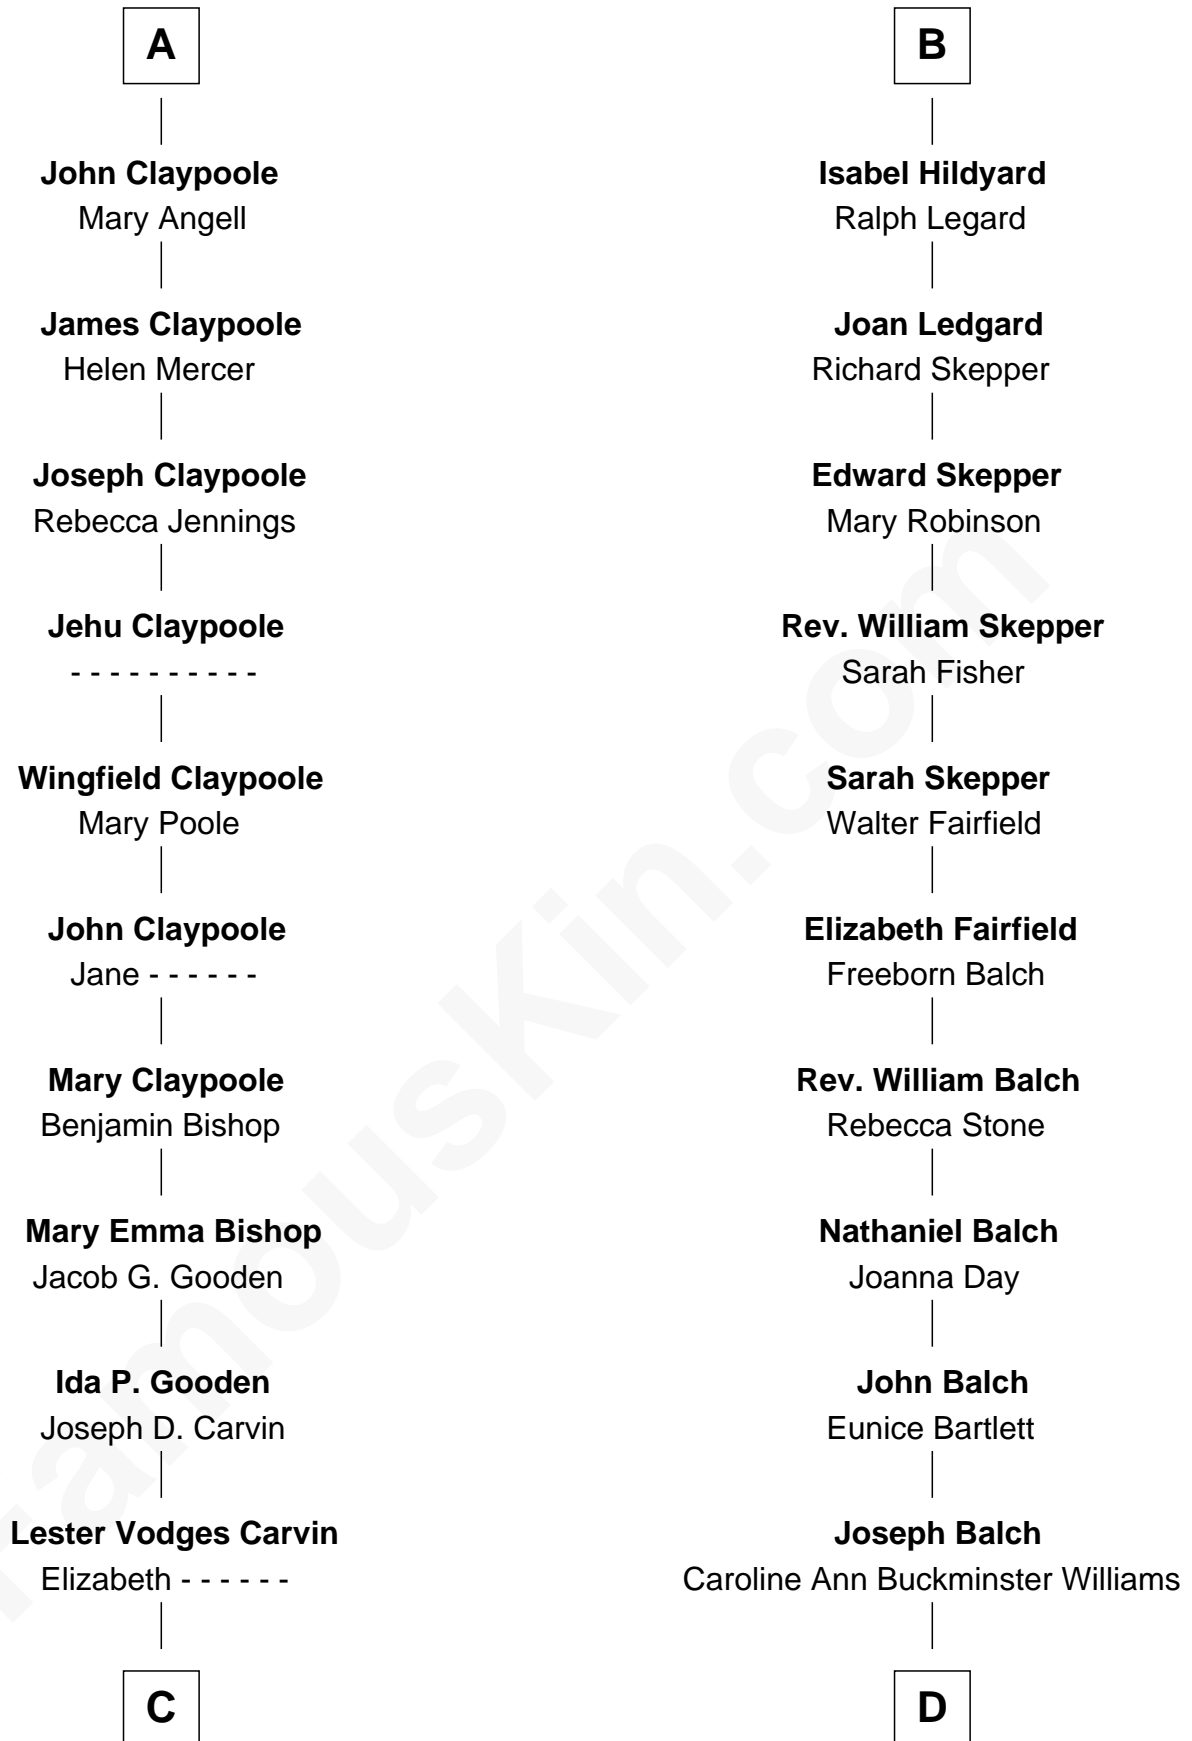 A
John Claypoole
Mary Angell
James Claypoole
Helen Mercer
Joseph Claypoole
Rebecca Jennings
Jehu Claypoole
- - - - - - - - - -
Wingfield Claypoole
Mary Poole
John Claypoole
Jane - - - - - -
Mary Claypoole
Benjamin Bishop
Mary Emma Bishop
Jacob G. Gooden
Ida P. Gooden
Joseph D. Carvin
Lester Vodges Carvin
Elizabeth - - - - - -
C
B
Isabel Hildyard
Ralph Legard
Joan Ledgard
Richard Skepper
Edward Skepper
Mary Robinson
Rev. William Skepper
Sarah Fisher
Sarah Skepper
Walter Fairfield
Elizabeth Fairfield
Freeborn Balch
Rev. William Balch
Rebecca Stone
Nathaniel Balch
Joanna Day
John Balch
Eunice Bartlett
Joseph Balch
Caroline Ann Buckminster Williams
D
FamousKin.com